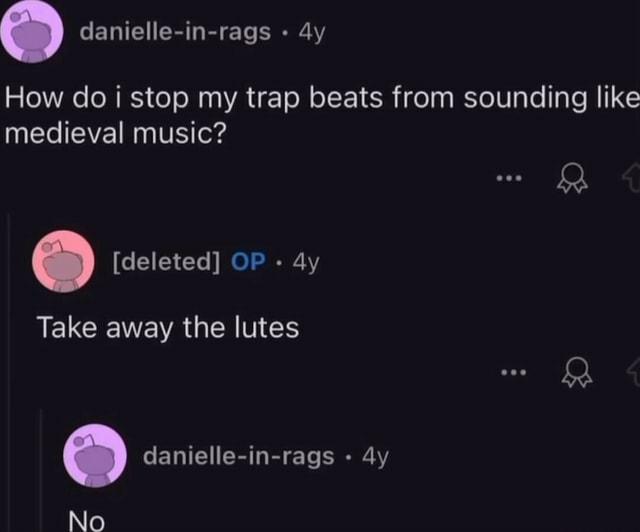 danielle-in-rags • 4y
How do i stop my trap beats from sounding like
medieval music?
[deleted] OP • 4y
Take away the lutes
danielle-in-rags • 4y
No